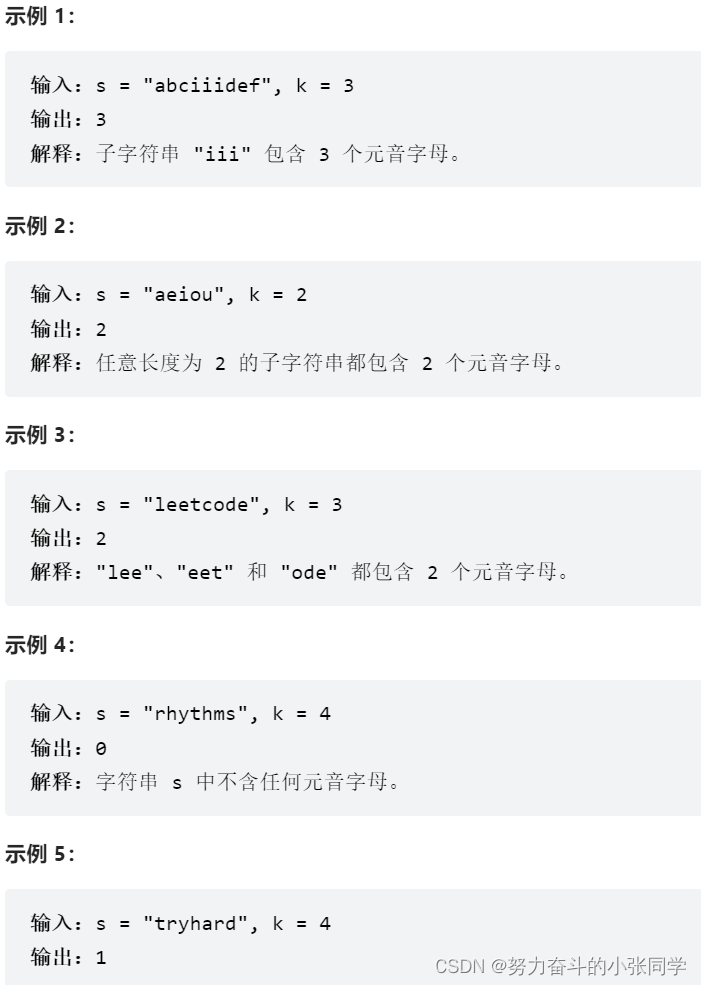 示例 1：
输入：s = "abciiidef", k = 3
输出：3
解释：子字符串 "iii" 包含 3 个元音字母。
示例 2：
输入：s = "aeiou", k = 2
输出：2
解释：任意长度为 2 的子字符串都包含 2 个元音字母。
示例 3：
输入：s = "leetcode", k = 3
输出：2
解释："lee"、"eet" 和 "ode" 都包含 2 个元音字母。
示例 4：
输入：s = "rhythms", k = 4
输出：0
解释：字符串 s 中不含任何元音字母。
示例 5：
输入：s = "tryhard", k = 4
输出：1
CSDN @努力奋斗的小张同学